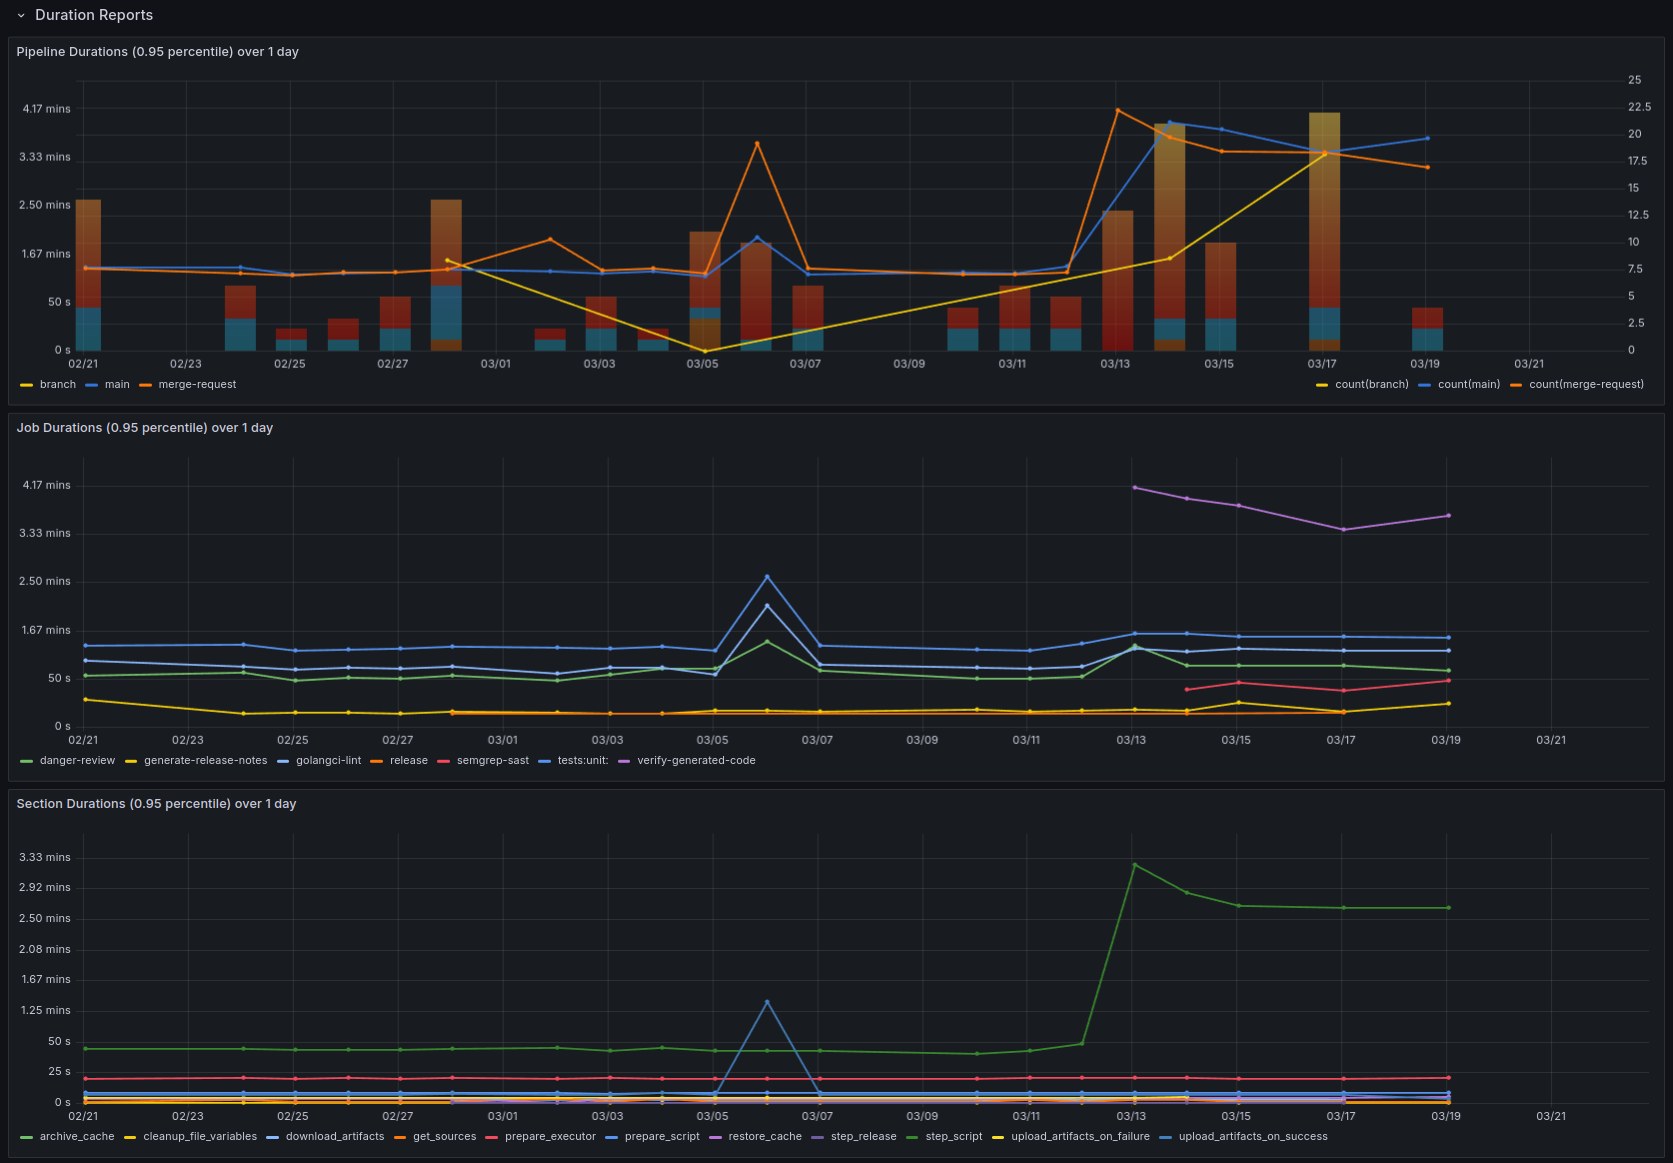 Duration Reports
Pipeline Durations (0.95 percentile) over 1 day
25
4.17 mins
22.5
20
3.33 mins
17.5
15
2.50 mins
12.5
1.67 mins
10
7.5
50 s
5
2.5
0 s
0
02/21 02/23 02/25 02/27 03/01 03/03 03/05 03/07 03/09 03/11 03/13 03/15 03/17 03/19 03/21
branch main merge-request count(branch) count(main) count(merge-request)
Job Durations (0.95 percentile) over 1 day
4.17 mins
3.33 mins
2.50 mins
1.67 mins
50 s
0 s
02/21 02/23 02/25 02/27 03/01 03/03 03/05 03/07 03/09 03/11 03/13 03/15 03/17 03/19 03/21
danger-review generate-release-notes golangci-lint release semgrep-sast tests:unit: verify-generated-code
Section Durations (0.95 percentile) over 1 day
3.33 mins
2.92 mins
2.50 mins
2.08 mins
1.67 mins
1.25 mins
50 s
25 s
0 s
02/21 02/23 02/25 02/27 03/01 03/03 03/05 03/07 03/09 03/11 03/13 03/15 03/17 03/19 03/21
archive_cache cleanup_file_variables download_artifacts get_sources prepare_executor prepare_script restore_cache step_release step_script upload_artifacts_on_failure upload_artifacts_on_success